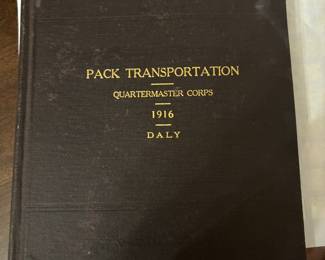 PACK TRANSPORTATION
QUARTERMASTER CORPS
1916
DALY